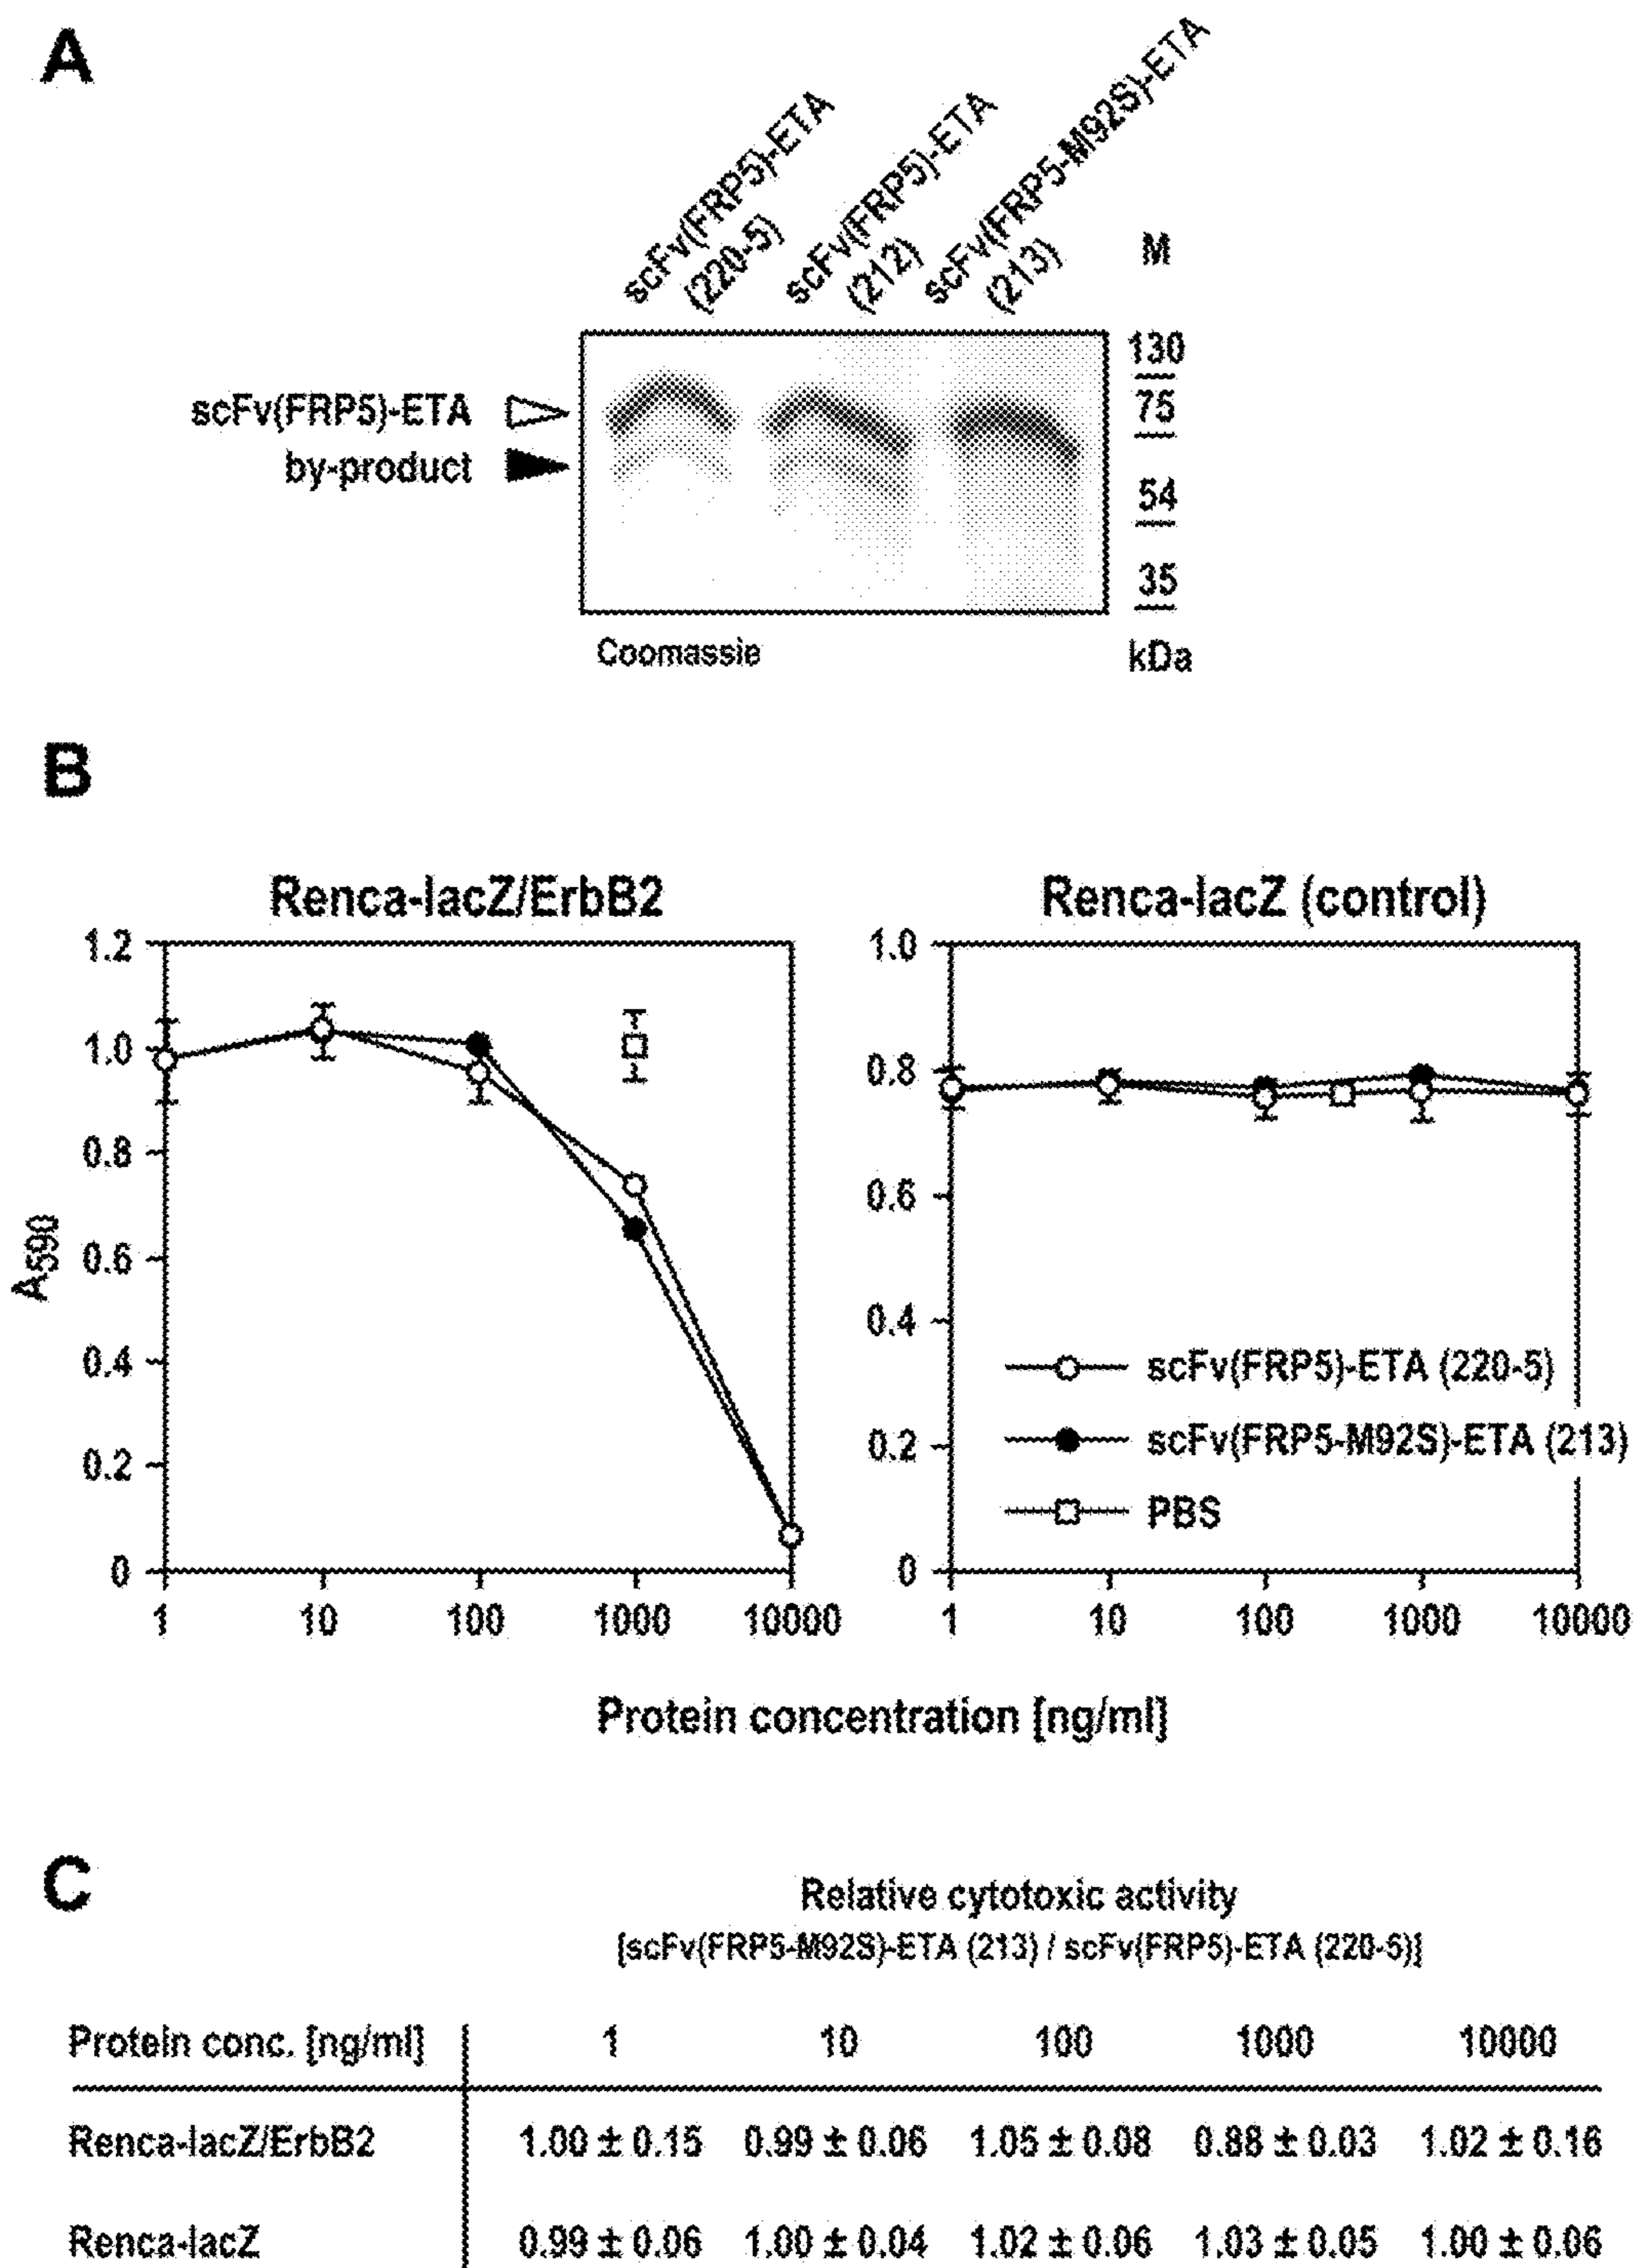 A
scFv(FRP5)-ETA
(220-5)
scFv(FRP5)-ETA
(212)
scFv(FRP5-M92S)-ETA
(213)
M
130
scFv(FRP5)-ETA
75
by-product
54
35
Coomassie
kDa
B
Renca-lacZ/ErbB2
Renca-lacZ (control)
1.2
1.0
0.8
0.6
0.4
0.2
0
A590
1 10 100 1000 10000
1.0
0.8
0.6
0.4
0.2
0
scFv(FRP5)-ETA (220-5)
scFv(FRP5-M92S)-ETA (213)
PBS
1 10 100 1000 10000
Protein concentration [ng/ml]
C
Relative cytotoxic activity
[scFv(FRP5-M92S)-ETA (213) / scFv(FRP5)-ETA (220-5)]
Protein conc. [ng/ml] 1 10 100 1000 10000
Renca-lacZ/ErbB2 1.00 ± 0.15 0.99 ± 0.06 1.05 ± 0.08 0.88 ± 0.03 1.02 ± 0.16
Renca-lacZ 0.99 ± 0.06 1.00 ± 0.04 1.02 ± 0.06 1.03 ± 0.05 1.00 ± 0.06